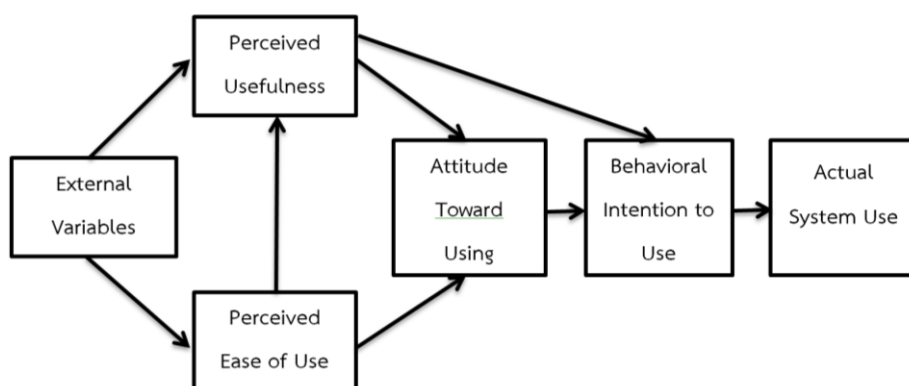 Perceived
Usefulness
External
Variables
Attitude
Toward
Using
Behavioral
Intention to
Use
Actual
System Use
Perceived
Ease of Use